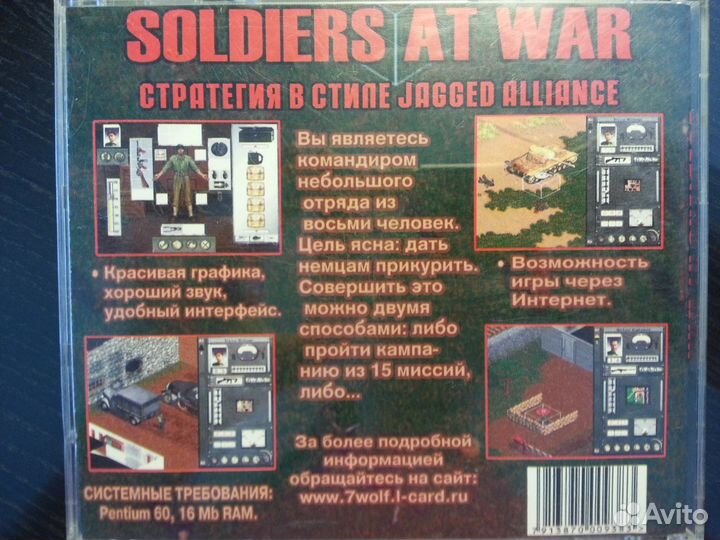 SOLDIERS AT WAR
СТРАТЕГИЯ В СТИЛЕ JAGGED ALLIANCE
Вы являетесь
командиром
небольшого
отряда из
восьми человек.
Цель ясна: дать
немцам прикурить.
Совершить это
можно двумя
способами: либо
пройти кампа-
нию из 15 миссий,
либо...
• Красивая графика,
хороший звук,
удобный интерфейс.
• Возможность
игры через
Интернет.
За более подробной
информацией
обращайтесь на сайт:
www.7wolf.l-card.ru
СИСТЕМНЫЕ ТРЕБОВАНИЯ:
Pentium 60, 16 Mb RAM.
7913870009383>
Avito